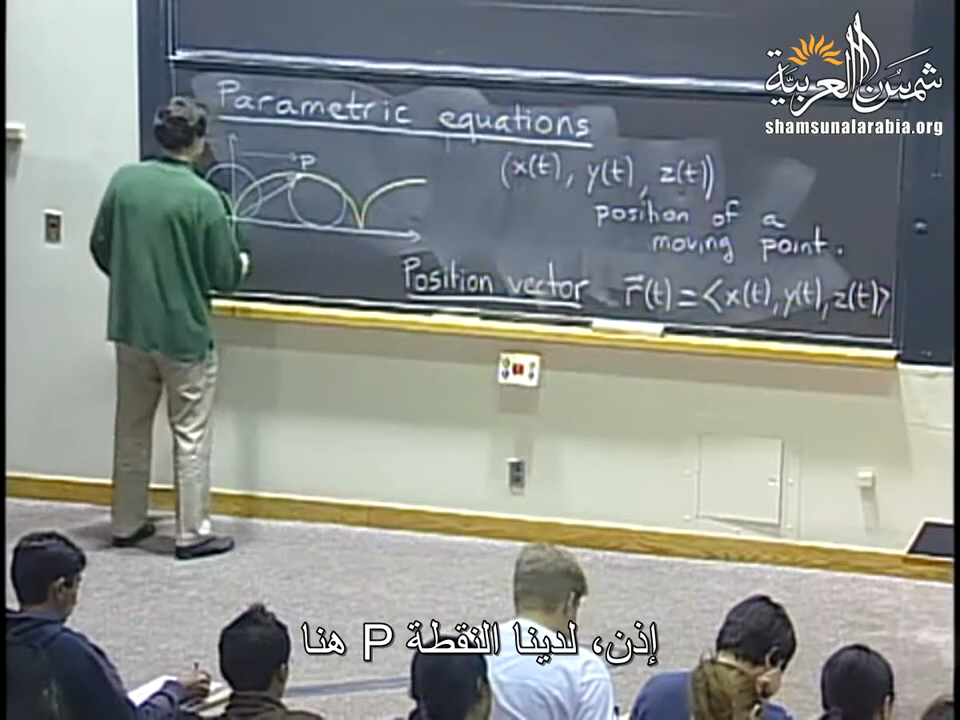 شمس العربية
shamsunalarabia.org
Parametric equations
P
(x(t), y(t), z(t))
position of a
moving point.
Position vector r⃗(t) = <x(t), y(t), z(t)>
إذن، لدينا النقطة P هنا